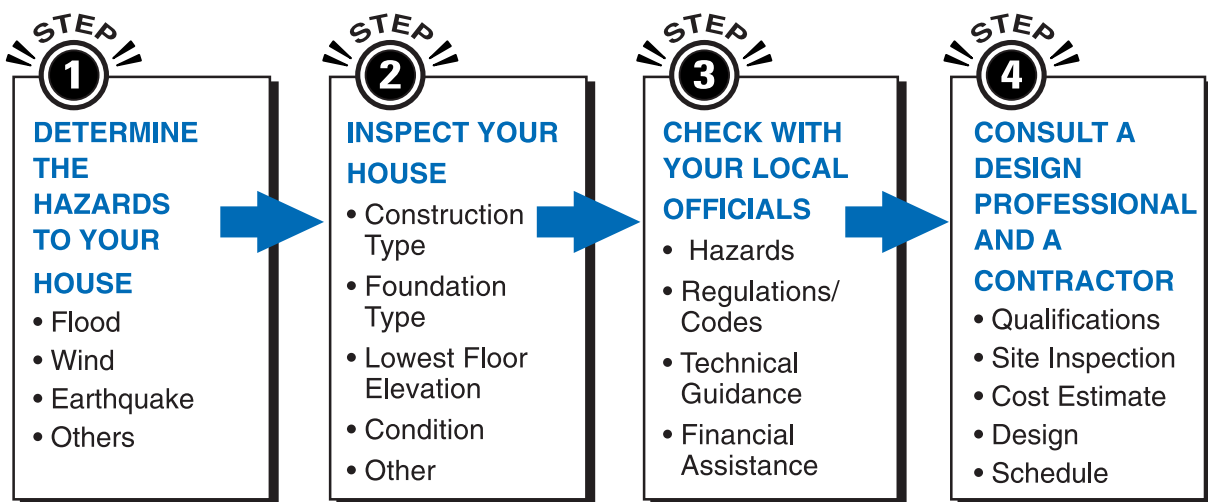 STEP
1
DETERMINE
THE
HAZARDS
TO YOUR
HOUSE
• Flood
• Wind
• Earthquake
• Others
STEP
2
INSPECT YOUR
HOUSE
• Construction
Type
• Foundation
Type
• Lowest Floor
Elevation
• Condition
• Other
STEP
3
CHECK WITH
YOUR LOCAL
OFFICIALS
• Hazards
• Regulations/
Codes
• Technical
Guidance
• Financial
Assistance
STEP
4
CONSULT A
DESIGN
PROFESSIONAL
AND A
CONTRACTOR
• Qualifications
• Site Inspection
• Cost Estimate
• Design
• Schedule